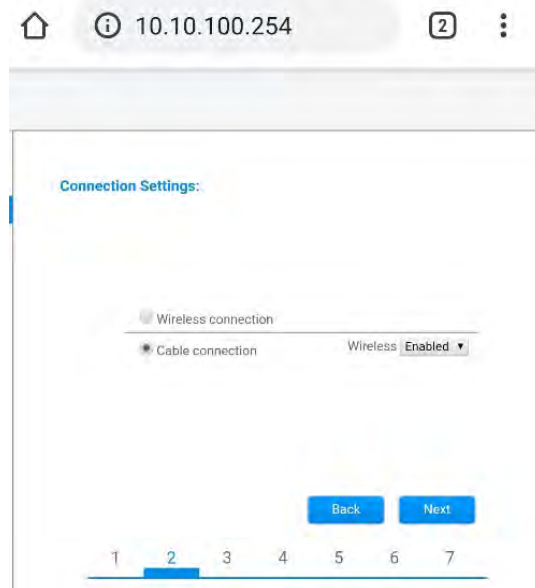 10.10.100.254 2
Connection Settings:
Wireless connection
Cable connection Wireless Enabled
Back Next
1 2 3 4 5 6 7